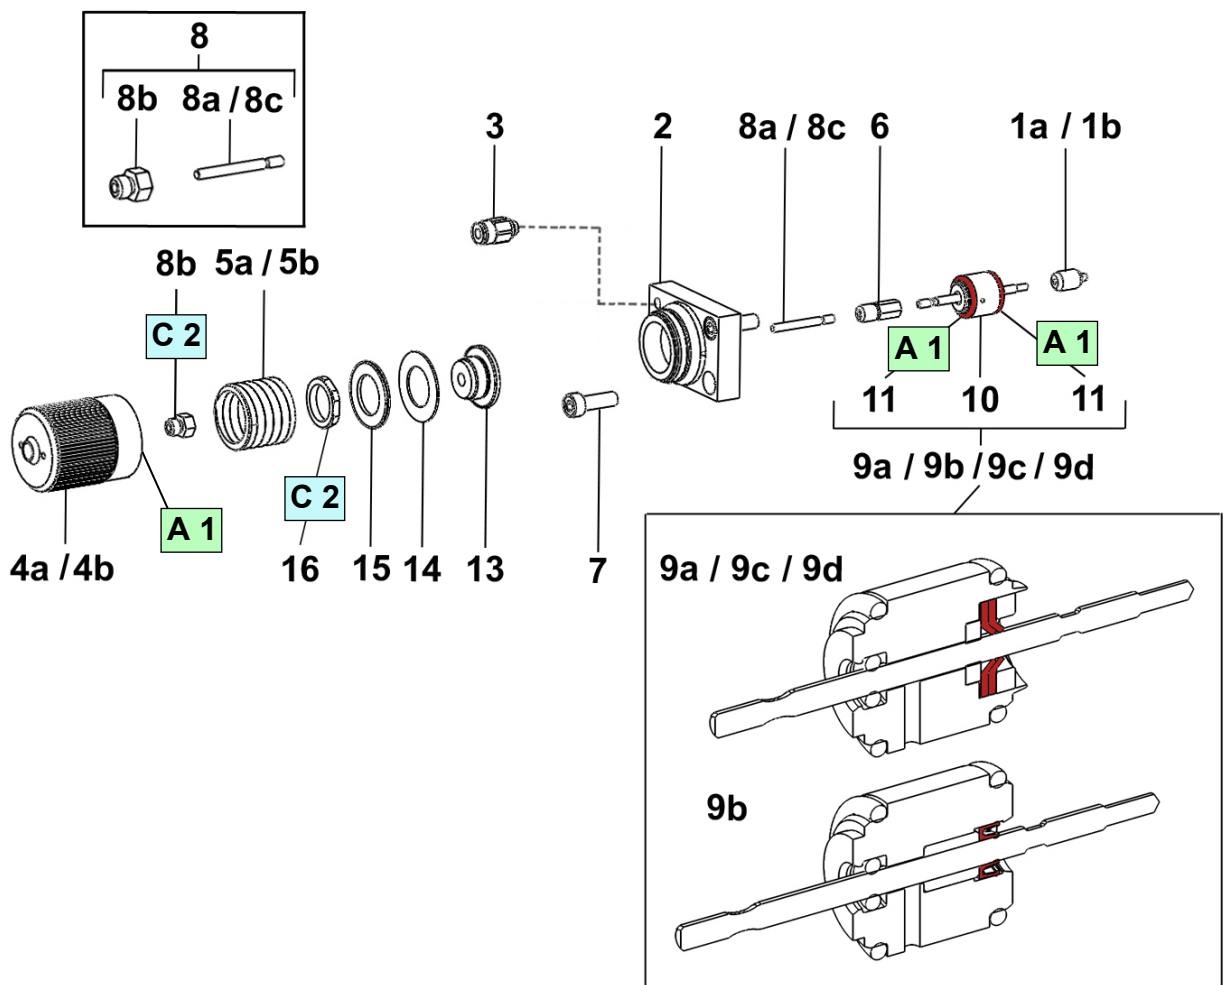 8
8b 8a / 8c
3 2 8a / 8c 6 1a / 1b
8b 5a / 5b
C 2
A 1 A 1
11 10 11
9a / 9b / 9c / 9d
C 2
A 1
4a / 4b 16 15 14 13 7
9a / 9c / 9d
9b